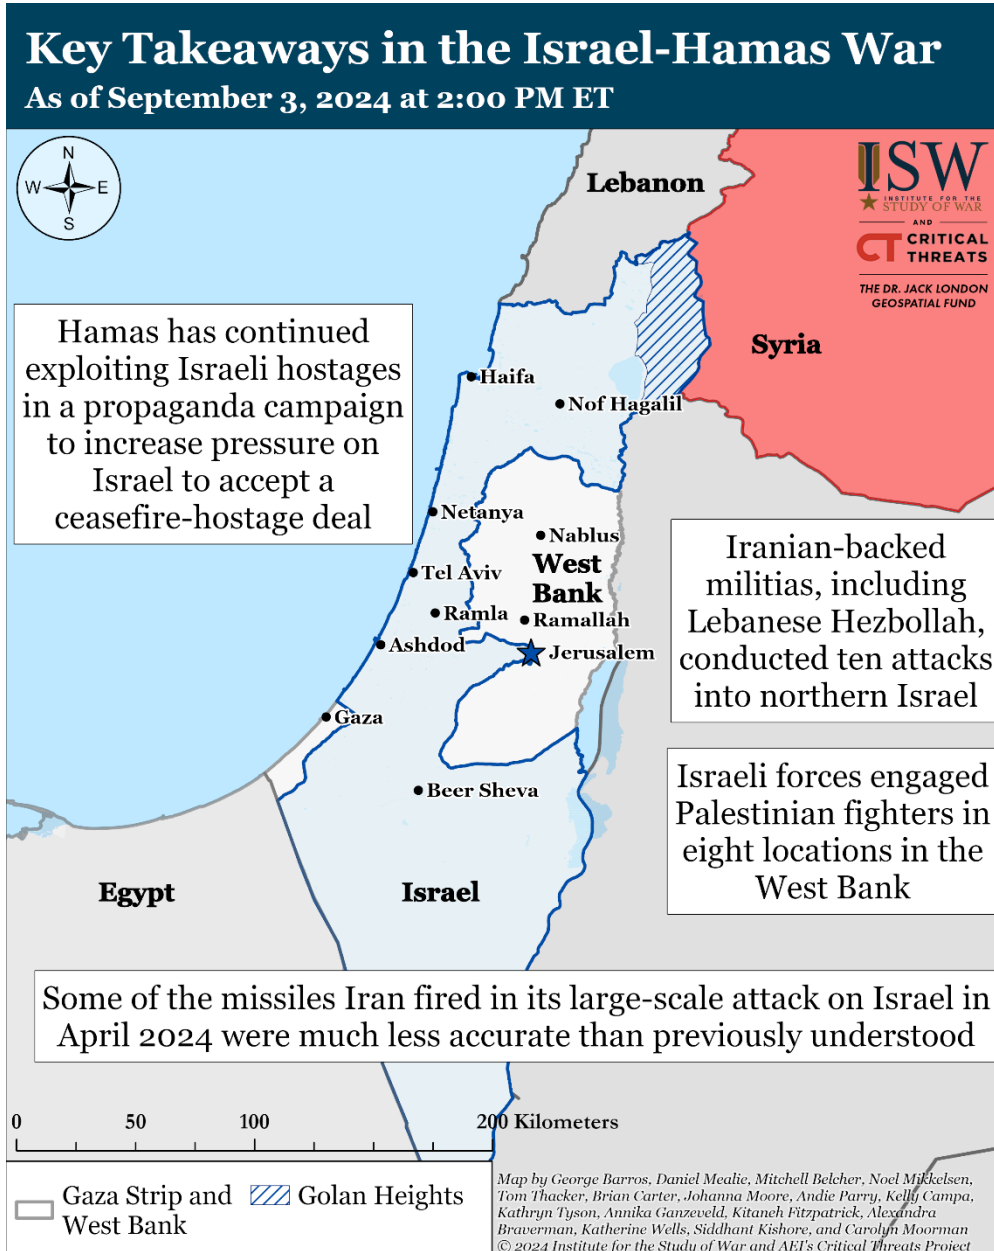 Key Takeaways in the Israel-Hamas War
As of September 3, 2024 at 2:00 PM ET
N
W
E
S
Lebanon
ISW
INSTITUTE FOR THE
STUDY OF WAR
AND
CT CRITICAL
THREATS
THE DR. JACK LONDON
GEOSPATIAL FUND
Hamas has continued
exploiting Israeli hostages
in a propaganda campaign
to increase pressure on
Israel to accept a
ceasefire-hostage deal
Syria
Haifa
Nof Hagalil
Netanya
Nablus
West
Bank
Tel Aviv
Ramla
Ramallah
Ashdod
Jerusalem
Gaza
Beer Sheva
Iranian-backed
militias, including
Lebanese Hezbollah,
conducted ten attacks
into northern Israel
Israeli forces engaged
Palestinian fighters in
eight locations in the
West Bank
Egypt
Israel
Some of the missiles Iran fired in its large-scale attack on Israel in
April 2024 were much less accurate than previously understood
0 50 100 200 Kilometers
Gaza Strip and
West Bank
Golan Heights
Map by George Barros, Daniel Mealie, Mitchell Belcher, Noel Mikkelsen,
Tom Thacker, Brian Carter, Johanna Moore, Andie Parry, Kelly Campa,
Kathryn Tyson, Annika Ganzeveld, Kitaneh Fitzpatrick, Alexandra
Braverman, Katherine Wells, Siddhant Kishore, and Carolyn Moorman
© 2024 Institute for the Study of War and AEI's Critical Threats Project